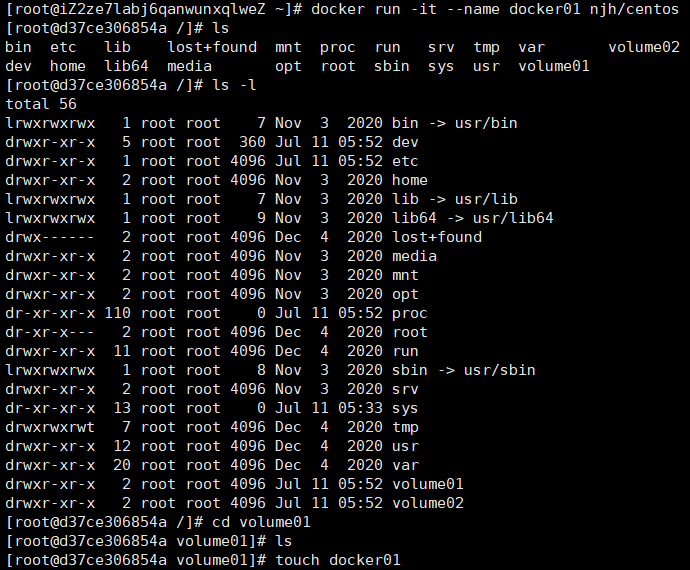 [root@iZ2ze7labj6qanwunxqlweZ ~]# docker run -it --name docker01 njh/centos
[root@d37ce306854a /]# ls
bin  etc   lib    lost+found  mnt  proc  run   srv  tmp  var       volume02
dev  home  lib64  media       opt  root  sbin  sys  usr  volume01
[root@d37ce306854a /]# ls -l
total 56
lrwxrwxrwx   1 root root    7 Nov  3  2020 bin -> usr/bin
drwxr-xr-x   5 root root  360 Jul 11 05:52 dev
drwxr-xr-x   1 root root 4096 Jul 11 05:52 etc
drwxr-xr-x   2 root root 4096 Nov  3  2020 home
lrwxrwxrwx   1 root root    7 Nov  3  2020 lib -> usr/lib
lrwxrwxrwx   1 root root    9 Nov  3  2020 lib64 -> usr/lib64
drwx------   2 root root 4096 Dec  4  2020 lost+found
drwxr-xr-x   2 root root 4096 Nov  3  2020 media
drwxr-xr-x   2 root root 4096 Nov  3  2020 mnt
drwxr-xr-x   2 root root 4096 Nov  3  2020 opt
dr-xr-xr-x 110 root root    0 Jul 11 05:52 proc
dr-xr-x---   2 root root 4096 Dec  4  2020 root
drwxr-xr-x  11 root root 4096 Dec  4  2020 run
lrwxrwxrwx   1 root root    8 Nov  3  2020 sbin -> usr/sbin
drwxr-xr-x   2 root root 4096 Nov  3  2020 srv
dr-xr-xr-x  13 root root    0 Jul 11 05:33 sys
drwxrwxrwt   7 root root 4096 Dec  4  2020 tmp
drwxr-xr-x  12 root root 4096 Dec  4  2020 usr
drwxr-xr-x  20 root root 4096 Dec  4  2020 var
drwxr-xr-x   2 root root 4096 Jul 11 05:52 volume01
drwxr-xr-x   2 root root 4096 Jul 11 05:52 volume02
[root@d37ce306854a /]# cd volume01
[root@d37ce306854a volume01]# ls
[root@d37ce306854a volume01]# touch docker01